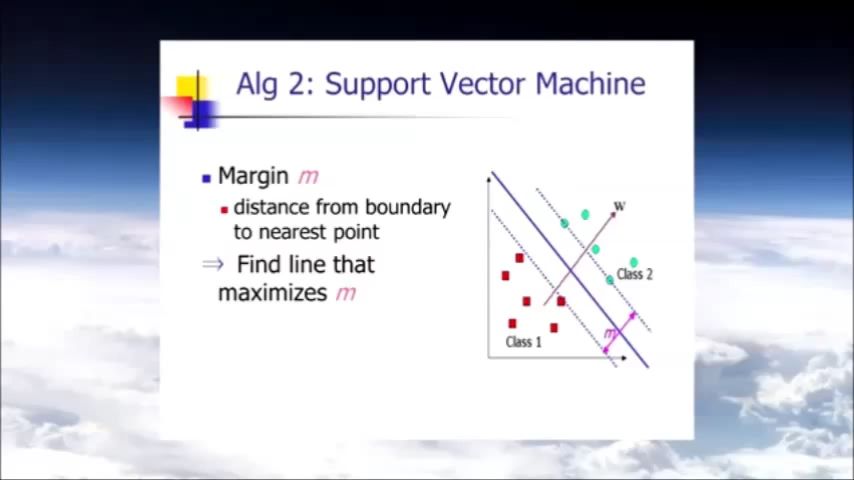 Alg 2: Support Vector Machine
Margin m
distance from boundary
to nearest point
⇒ Find line that
maximizes m
W
Class 2
m
Class 1